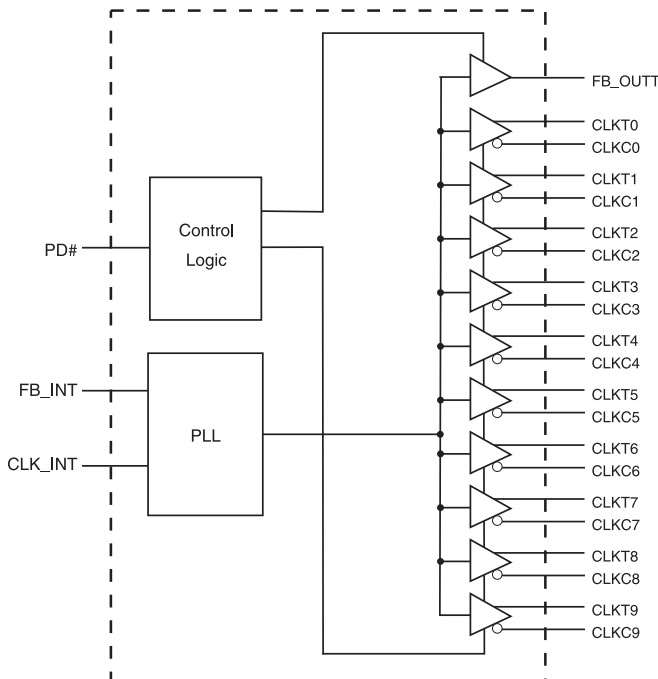 PD#
FB_INT
CLK_INT
Control
Logic
PLL
FB_OUTT
CLKT0
CLKC0
CLKT1
CLKC1
CLKT2
CLKC2
CLKT3
CLKC3
CLKT4
CLKC4
CLKT5
CLKC5
CLKT6
CLKC6
CLKT7
CLKC7
CLKT8
CLKC8
CLKT9
CLKC9